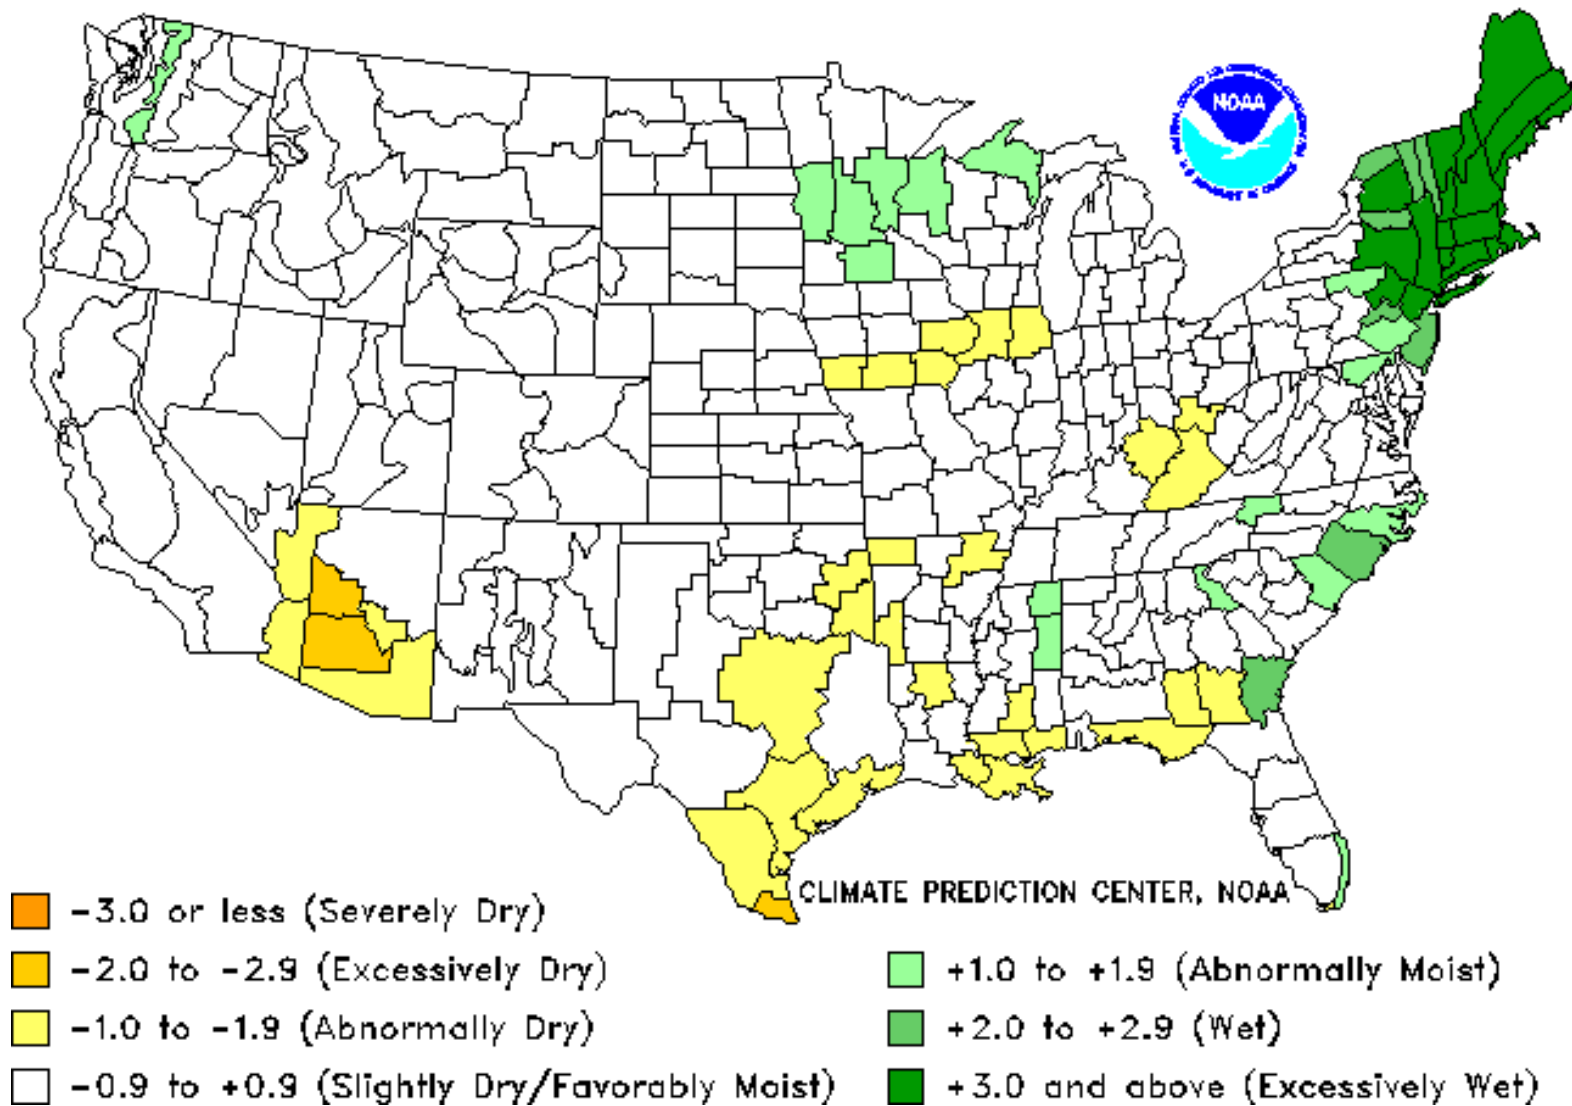 NOAA
CLIMATE PREDICTION CENTER, NOAA
-3.0 or less (Severely Dry)
-2.0 to -2.9 (Excessively Dry)
-1.0 to -1.9 (Abnormally Dry)
-0.9 to +0.9 (Slightly Dry/Favorably Moist)
+1.0 to +1.9 (Abnormally Moist)
+2.0 to +2.9 (Wet)
+3.0 and above (Excessively Wet)